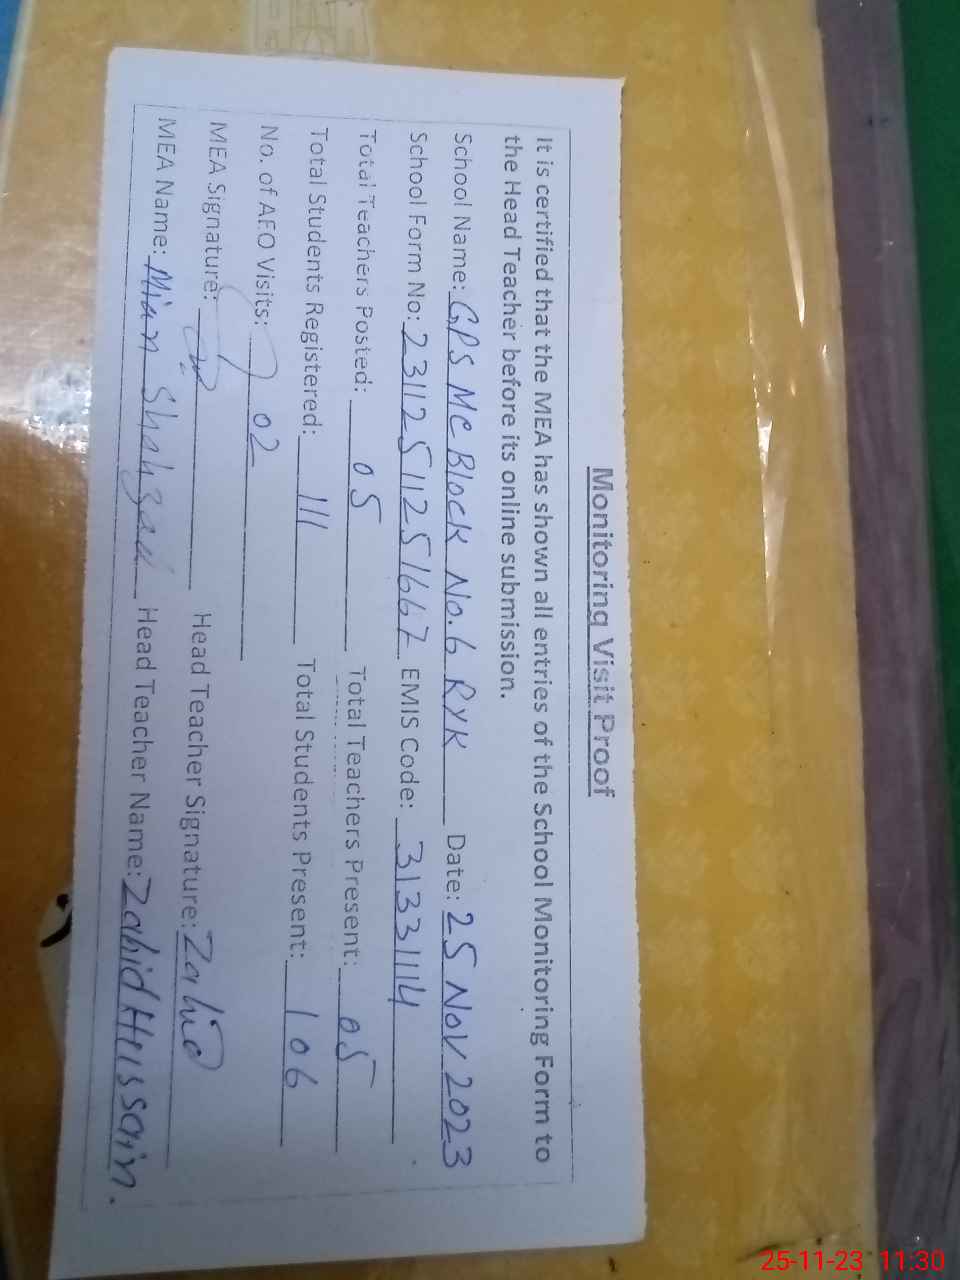 Monitoring Visit Proof
It is certified that the MEA has shown all entries of the School Monitoring Form to
the Head Teacher before its online submission.
School Name: GPS MC Block No. 6 RYK Date: 25 NOV 2023
School Form No: 23112511251667 EMIS Code: 31331114
Total Teachers Posted: 05 Total Teachers Present: 05
Total Students Registered: 111 Total Students Present: 106
No. of AEO Visits: 02
MEA Signature: Head Teacher Signature: Zahid
MEA Name: Mian Shahzad Head Teacher Name: Zahid Hussain.
25-11-23 11:30